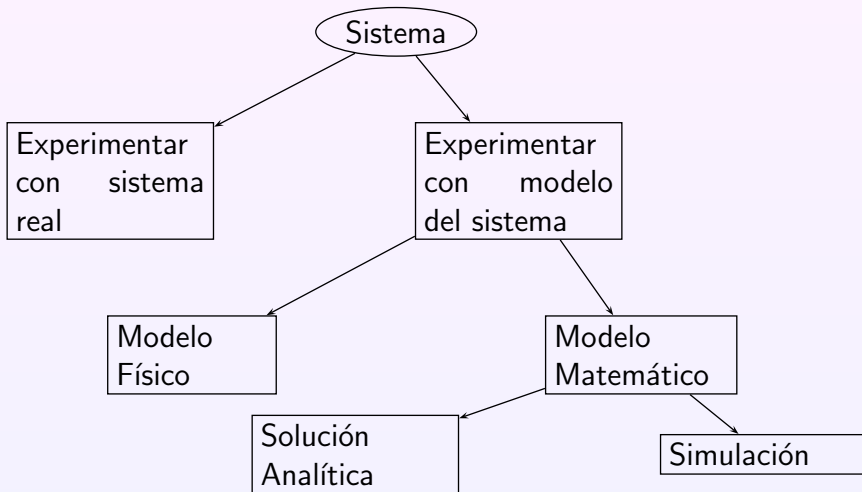 Sistema
Experimentar
con sistema
real
Experimentar
con modelo
del sistema
Modelo
Físico
Modelo
Matemático
Solución
Analítica
Simulación